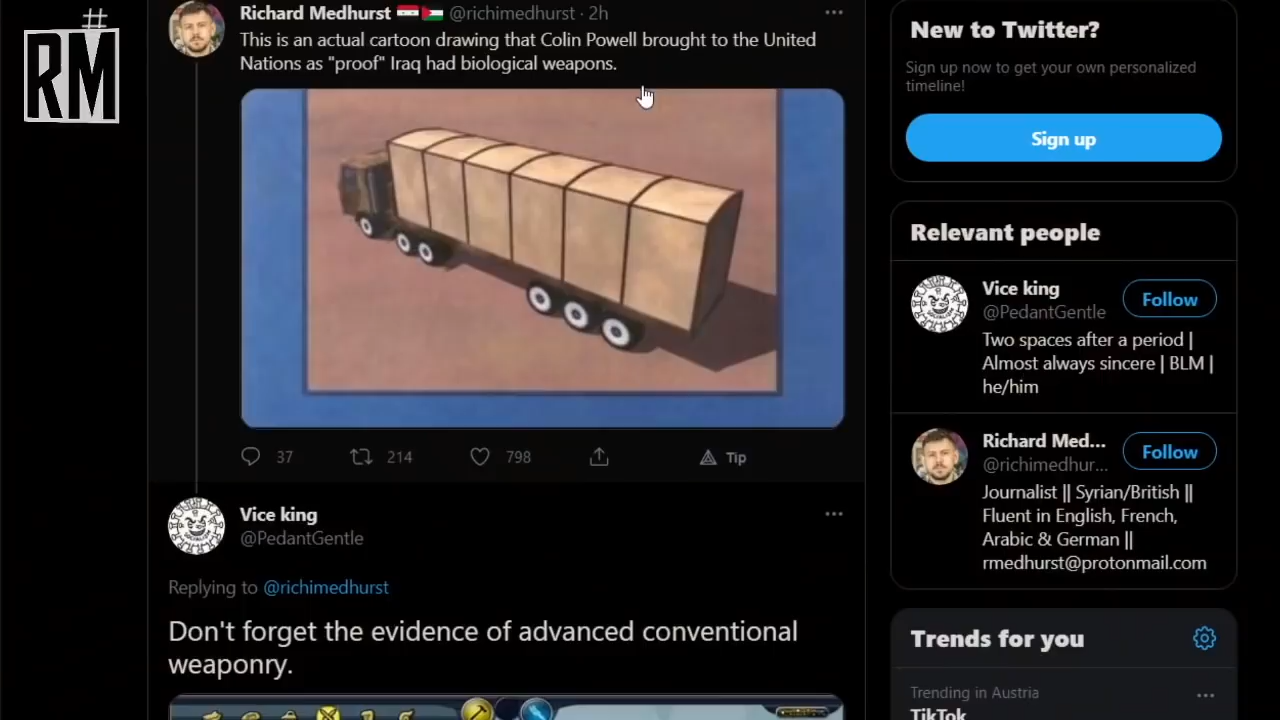 #
RM
Richard Medhurst 🇸🇾🇵🇸 @richimedhurst · 2h
This is an actual cartoon drawing that Colin Powell brought to the United
Nations as "proof" Iraq had biological weapons.
37
214
798
Tip
Vice king
@PedantGentle
Replying to @richimedhurst
Don't forget the evidence of advanced conventional
weaponry.
New to Twitter?
Sign up now to get your own personalized
timeline!
Sign up
Relevant people
Vice king
@PedantGentle
Follow
Two spaces after a period |
Almost always sincere | BLM |
he/him
Richard Med...
@richimedhur...
Follow
Journalist || Syrian/British ||
Fluent in English, French,
Arabic & German ||
rmedhurst@protonmail.com
Trends for you
Trending in Austria
TikTok